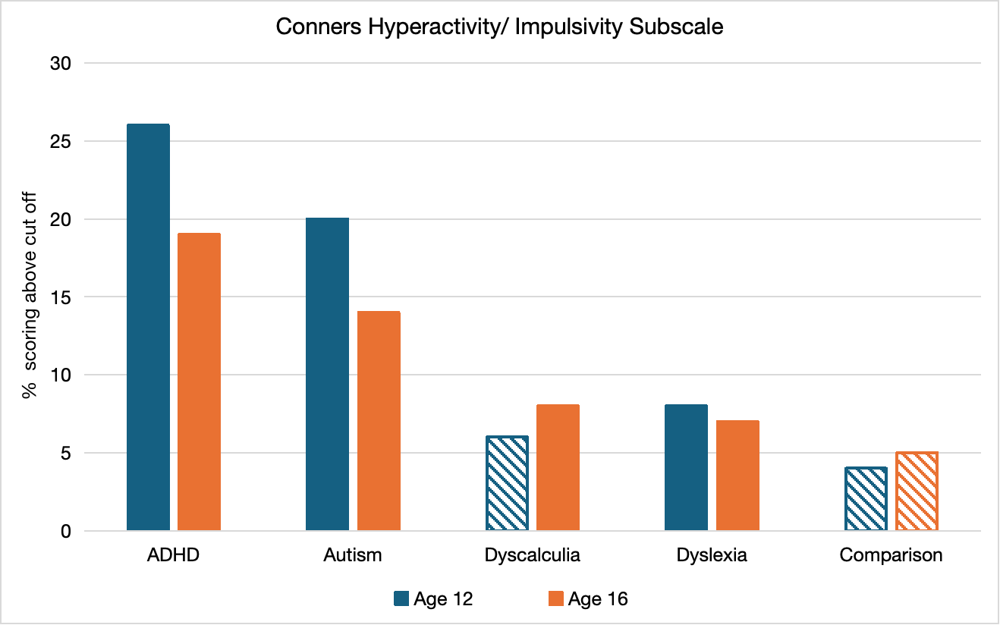 Conners Hyperactivity/ Impulsivity Subscale
30
25
20
15
10
5
0
% scoring above cut off
ADHD Autism Dyscalculia Dyslexia Comparison
Age 12 Age 16